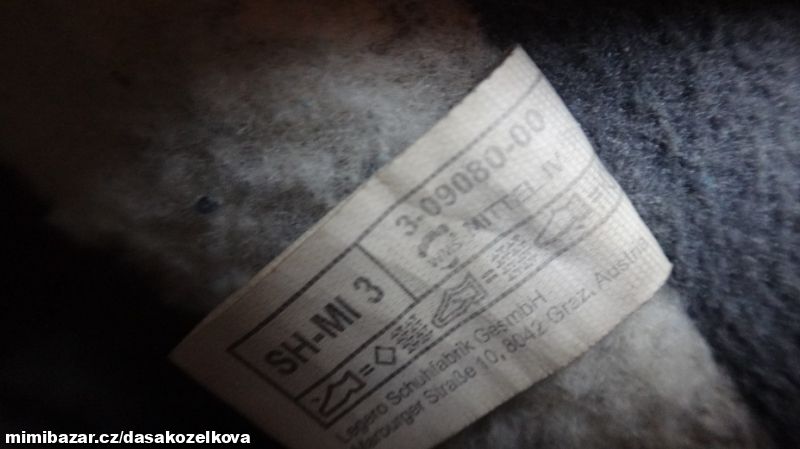 SH-MI 3
3-09080-00
WMS MITTEL IV
=
=
=
Legero Schuhfabrik GesmbH
Marburger Straße 10, 8042 Graz, Austria
mimibazar.cz/dasakozelkova